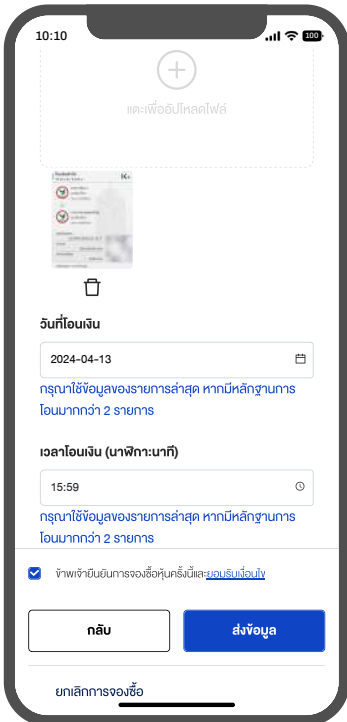 10:10
100
แตะเพื่ออัปโหลดไฟล์
K+
วันที่โอนเงิน
2024-04-13
กรุณาใช้ข้อมูลของรายการล่าสุด หากมีหลักฐานการ
โอนมากกว่า 2 รายการ
เวลาโอนเงิน (นาฬิกา:นาที)
15:59
กรุณาใช้ข้อมูลของรายการล่าสุด หากมีหลักฐานการ
โอนมากกว่า 2 รายการ
ข้าพเจ้ายืนยันการจองซื้อหุ้นครั้งนี้และยอมรับเงื่อนไข
กลับ
ส่งข้อมูล
ยกเลิกการจองซื้อ